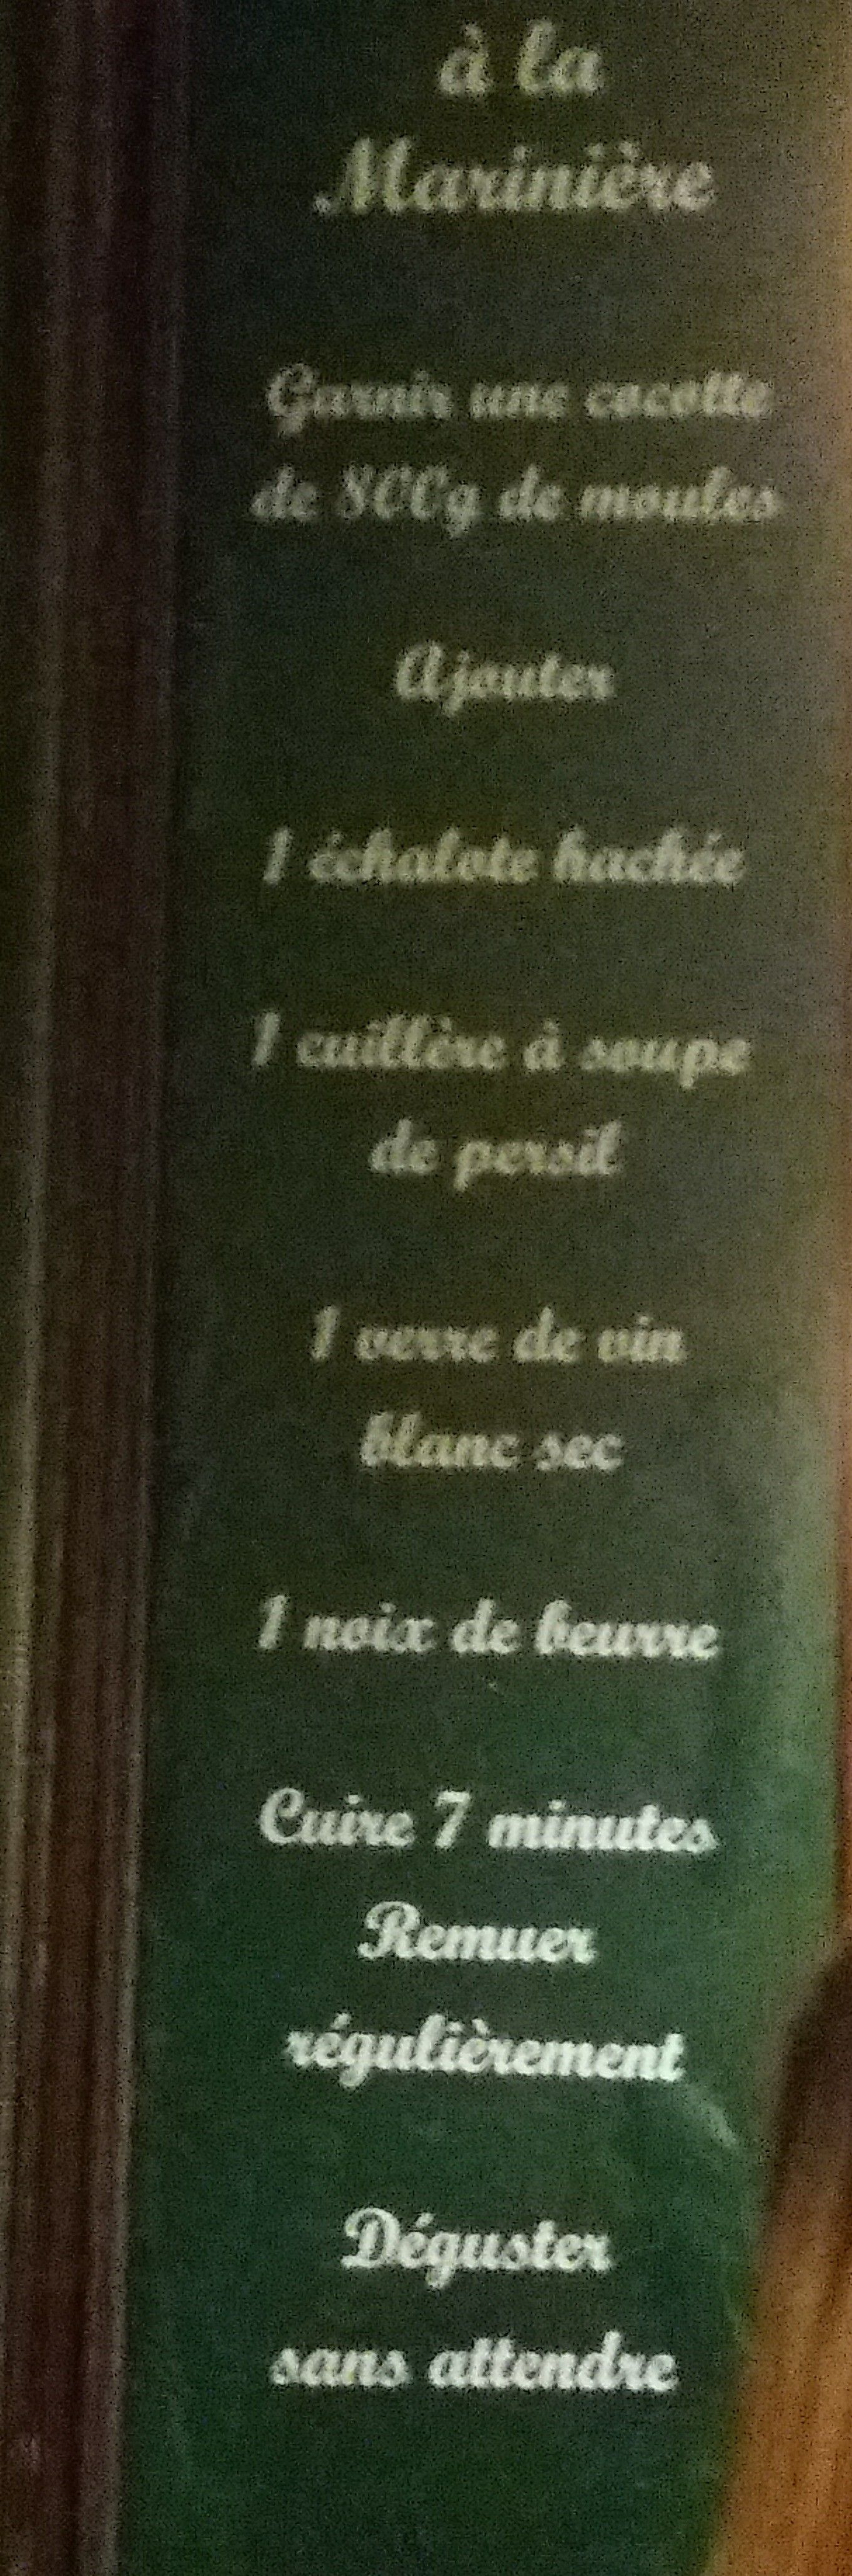 à la
Marinière
Garnir une cocotte
de 800g de moules
Ajouter
1 échalote hachée
1 cuillère à soupe
de persil
1 verre de vin
blanc sec
1 noix de beurre
Cuire 7 minutes
Remuer
régulièrement
Déguster
sans attendre